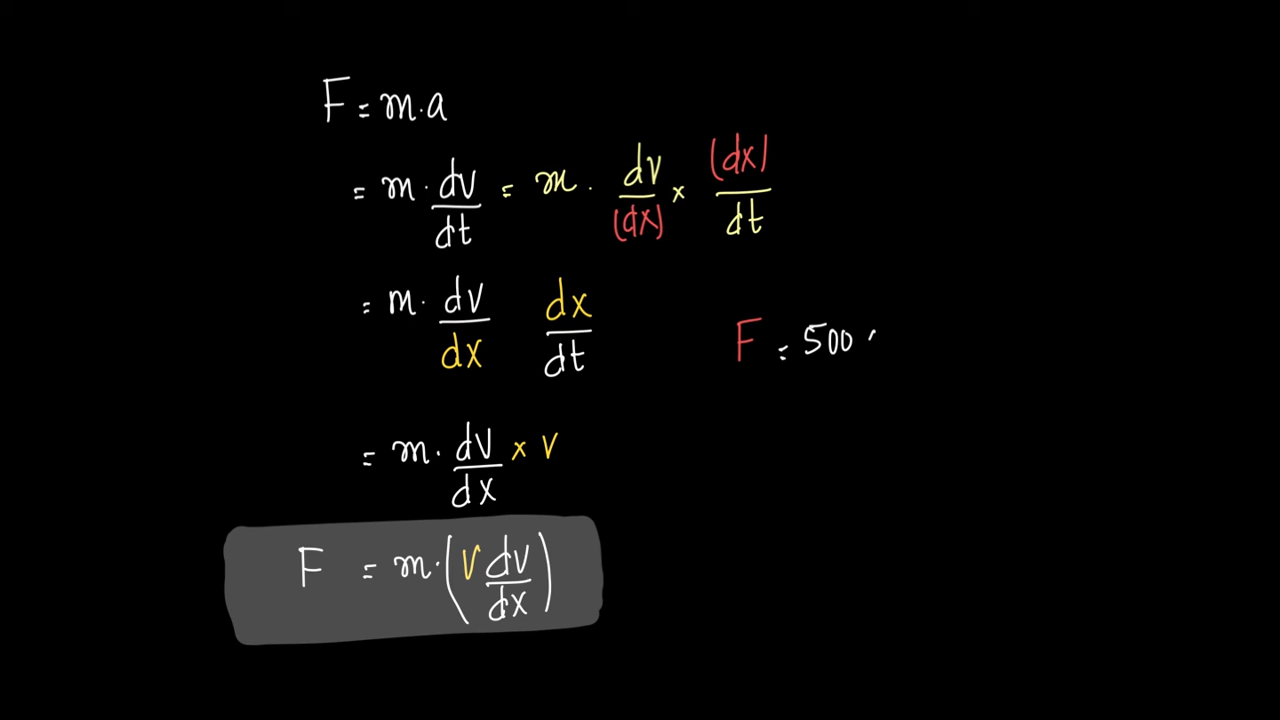 F = m.a
= m. dv/dt = m. dv/(dx) × (dx)/dt
= m. dv/dx dx/dt
F = 500
= m. dv/dx × v
F = m.(v dv/dx)